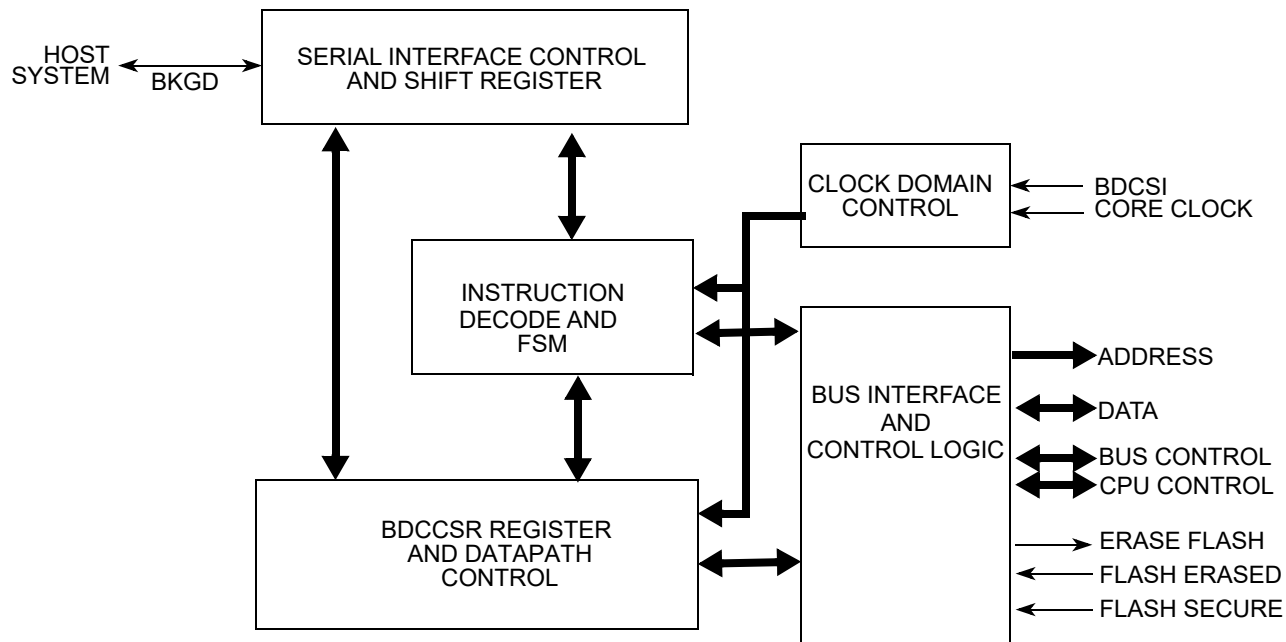 HOST
SYSTEM
BKGD
SERIAL INTERFACE CONTROL
AND SHIFT REGISTER
CLOCK DOMAIN
CONTROL
BDCSI
CORE CLOCK
INSTRUCTION
DECODE AND
FSM
BUS INTERFACE
AND
CONTROL LOGIC
ADDRESS
DATA
BUS CONTROL
CPU CONTROL
ERASE FLASH
FLASH ERASED
FLASH SECURE
BDCCSR REGISTER
AND DATAPATH
CONTROL